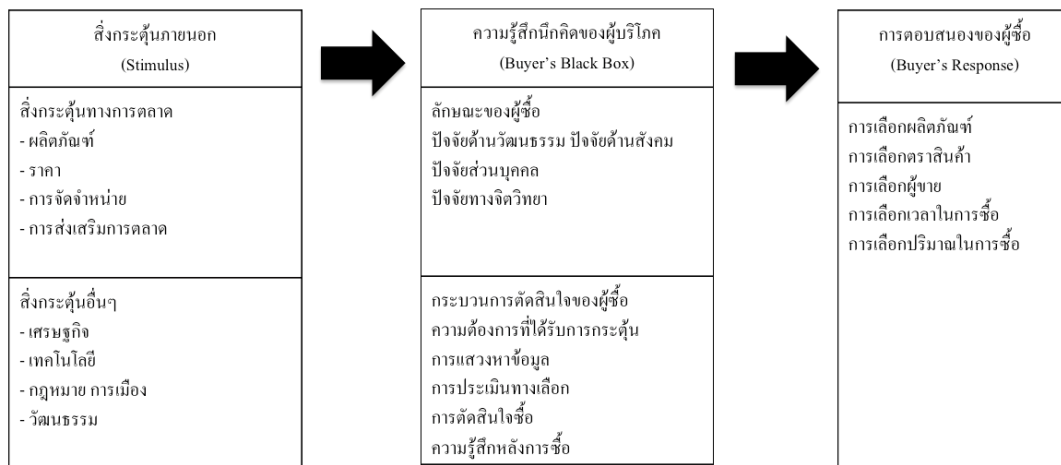 สิ่งกระตุ้นภายนอก
(Stimulus)
สิ่งกระตุ้นทางการตลาด
- ผลิตภัณฑ์
- ราคา
- การจัดจำหน่าย
- การส่งเสริมการตลาด
สิ่งกระตุ้นอื่นๆ
- เศรษฐกิจ
- เทคโนโลยี
- กฎหมาย การเมือง
- วัฒนธรรม
ความรู้สึกนึกคิดของผู้บริโภค
(Buyer’s Black Box)
ลักษณะของผู้ซื้อ
ปัจจัยด้านวัฒนธรรม ปัจจัยด้านสังคม
ปัจจัยส่วนบุคคล
ปัจจัยทางจิตวิทยา
กระบวนการตัดสินใจของผู้ซื้อ
ความต้องการที่ได้รับการกระตุ้น
การแสวงหาข้อมูล
การประเมินทางเลือก
การตัดสินใจซื้อ
ความรู้สึกหลังการซื้อ
การตอบสนองของผู้ซื้อ
(Buyer’s Response)
การเลือกผลิตภัณฑ์
การเลือกตราสินค้า
การเลือกผู้ขาย
การเลือกเวลาในการซื้อ
การเลือกปริมาณในการซื้อ